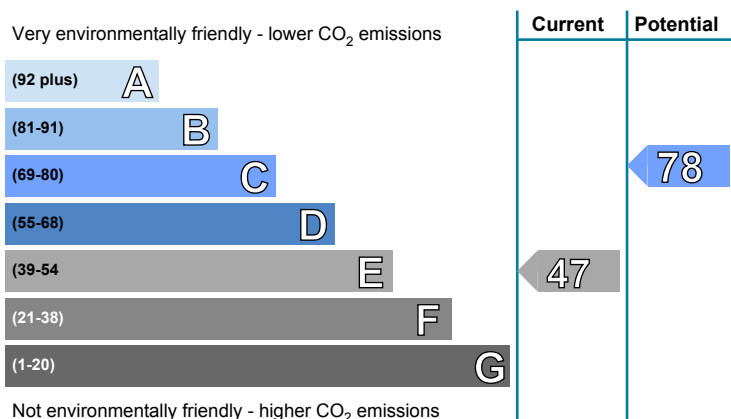 Current Potential
Very environmentally friendly - lower CO2 emissions
(92 plus) A
(81-91) B
(69-80) C 78
(55-68) D
(39-54 E 47
(21-38) F
(1-20) G
Not environmentally friendly - higher CO2 emissions